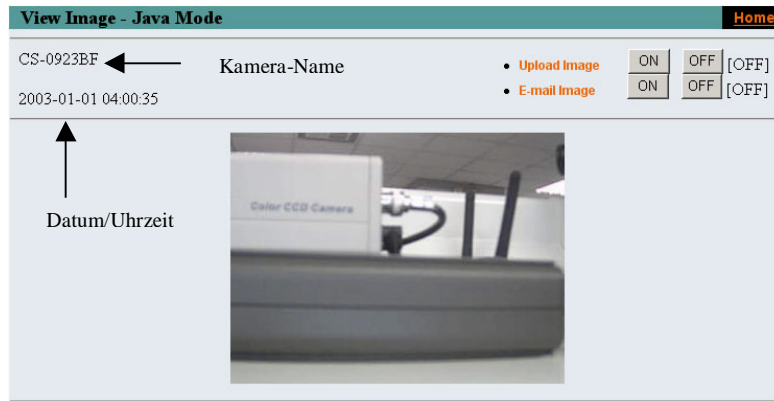 View Image - Java Mode
Home
CS-0923BF
Kamera-Name
Upload Image ON OFF [OFF]
E-mail Image ON OFF [OFF]
2003-01-01 04:00:35
Datum/Uhrzeit
Color CCD Camera